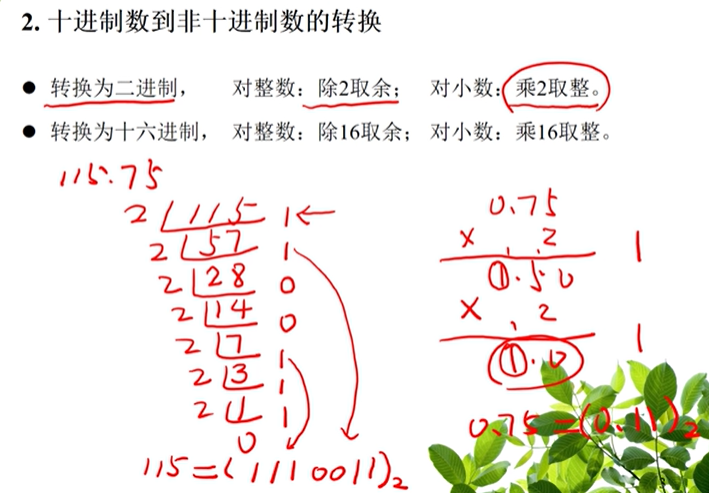 2. 十进制数到非十进制数的转换
● 转换为二进制， 对整数：除2取余； 对小数：乘2取整。
● 转换为十六进制， 对整数：除16取余； 对小数：乘16取整。
115.75
2 115 1
2 57 1
2 28 0
2 14 0
2 7 1
2 3 1
2 1 1
0
115=(1110011)2
0.75
× 2 1
1.50
× 2 1
1.0
0.75=(0.11)2